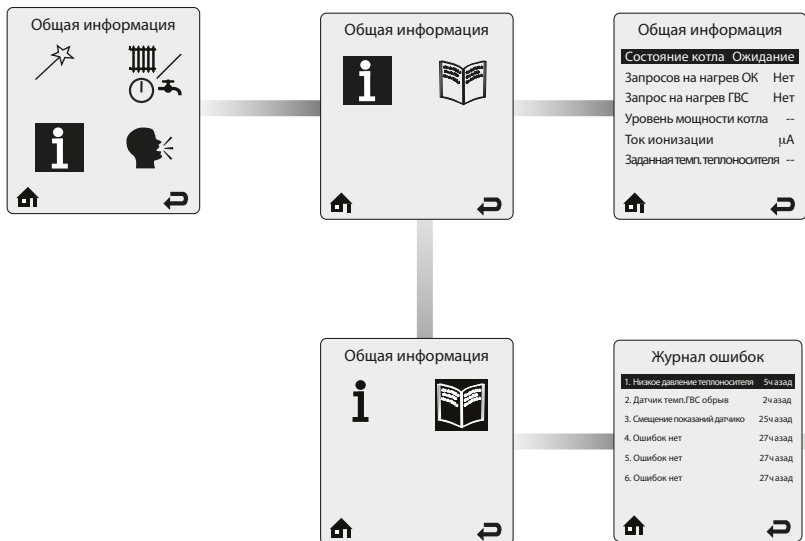 Общая информация
Общая информация
Общая информация
Состояние котла Ожидание
Запросов на нагрев ОК Нет
Запрос на нагрев ГВС Нет
Уровень мощности котла --
Ток ионизации µА
Заданная темп. теплоносителя --
Общая информация
Журнал ошибок
1. Низкое давление теплоносителя 5ч азад
2. Датчик темп.ГВС обрыв 2ч азад
3. Смещение показаний датчико 25ч азад
4. Ошибок нет 27ч азад
5. Ошибок нет 27ч азад
6. Ошибок нет 27ч азад